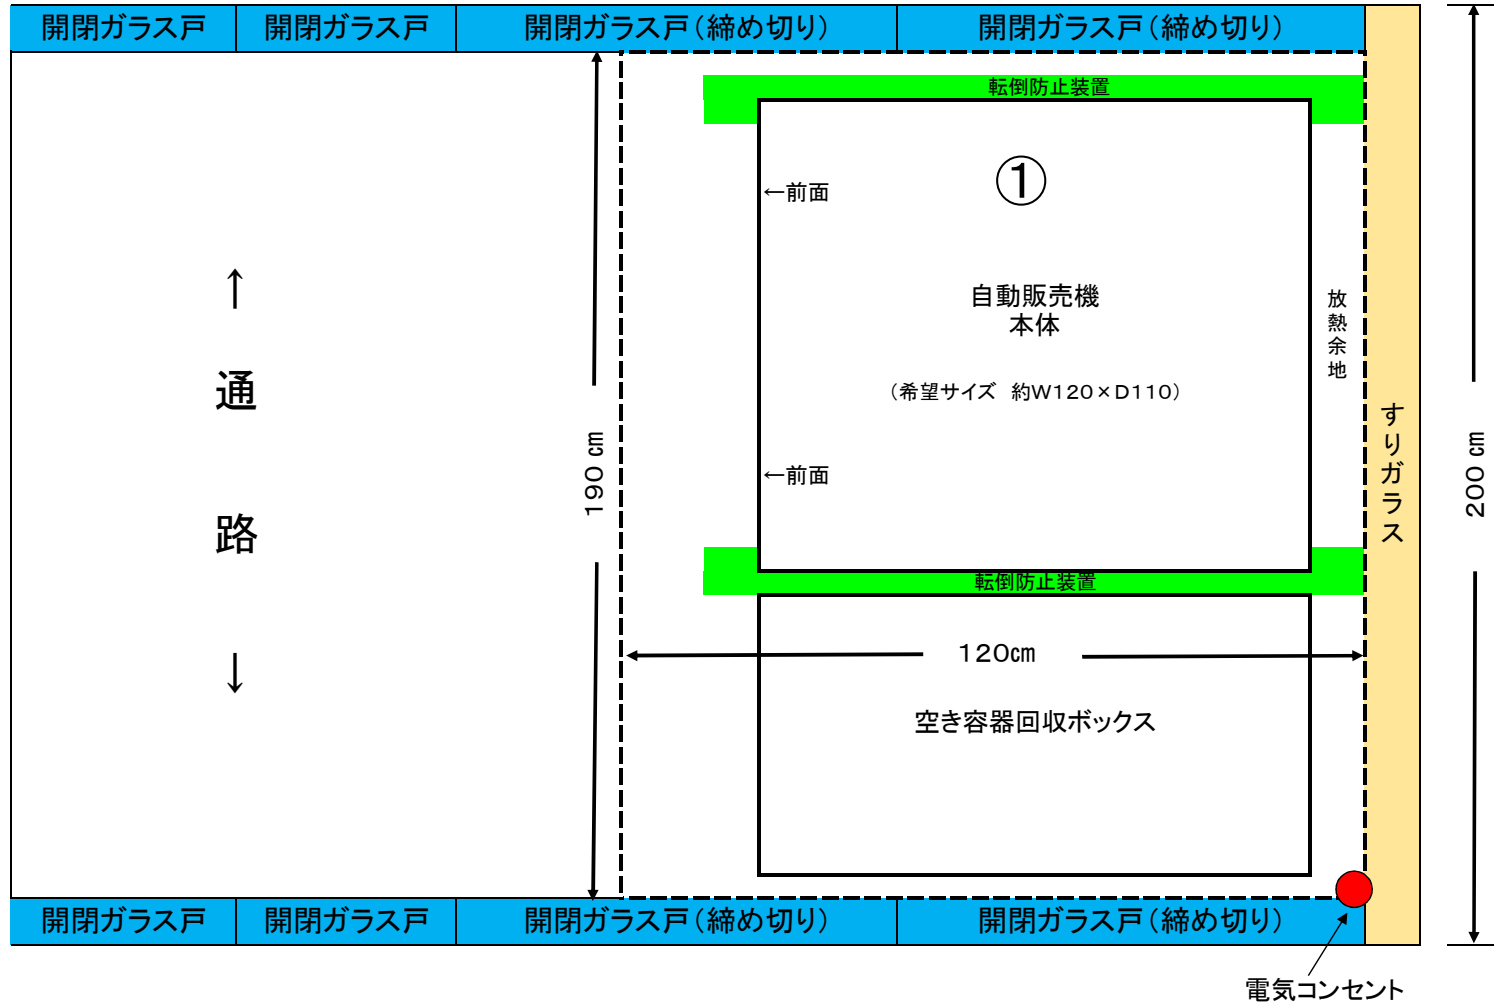 開閉ガラス戸
開閉ガラス戸
開閉ガラス戸（締め切り）
開閉ガラス戸（締め切り）
転倒防止装置
①
←前面
自動販売機
本体
（希望サイズ　約W120×D110）
←前面
放熱余地
すりガラス
↑
通
路
↓
190㎝
200㎝
転倒防止装置
120㎝
空き容器回収ボックス
開閉ガラス戸
開閉ガラス戸
開閉ガラス戸（締め切り）
開閉ガラス戸（締め切り）
電気コンセント